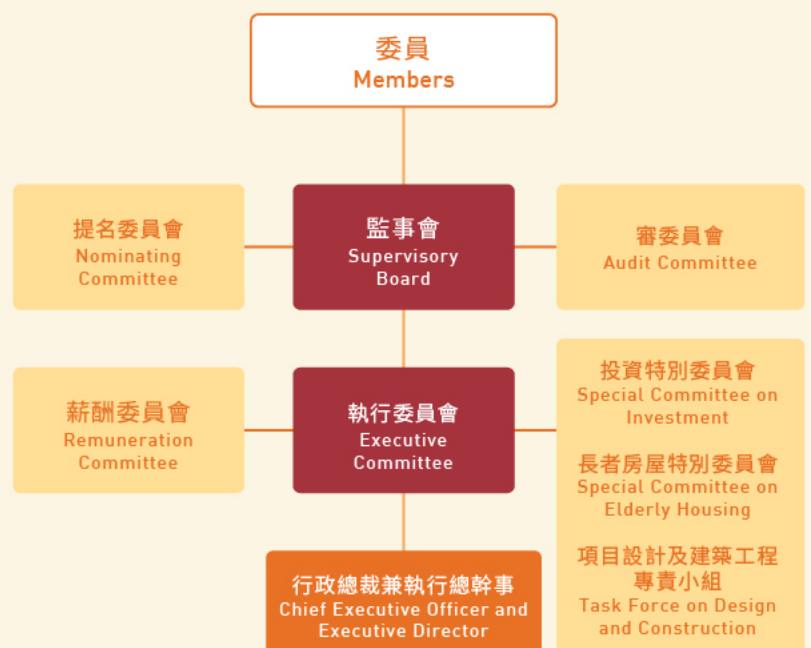 委員
Members
提名委員會
Nominating
Committee
監事會
Supervisory
Board
審委員會
Audit Committee
薪酬委員會
Remuneration
Committee
執行委員會
Executive
Committee
投資特別委員會
Special Committee on
Investment
長者房屋特別委員會
Special Committee on
Elderly Housing
項目設計及建築工程
專責小組
Task Force on Design
and Construction
行政總裁兼執行總幹事
Chief Executive Officer and
Executive Director